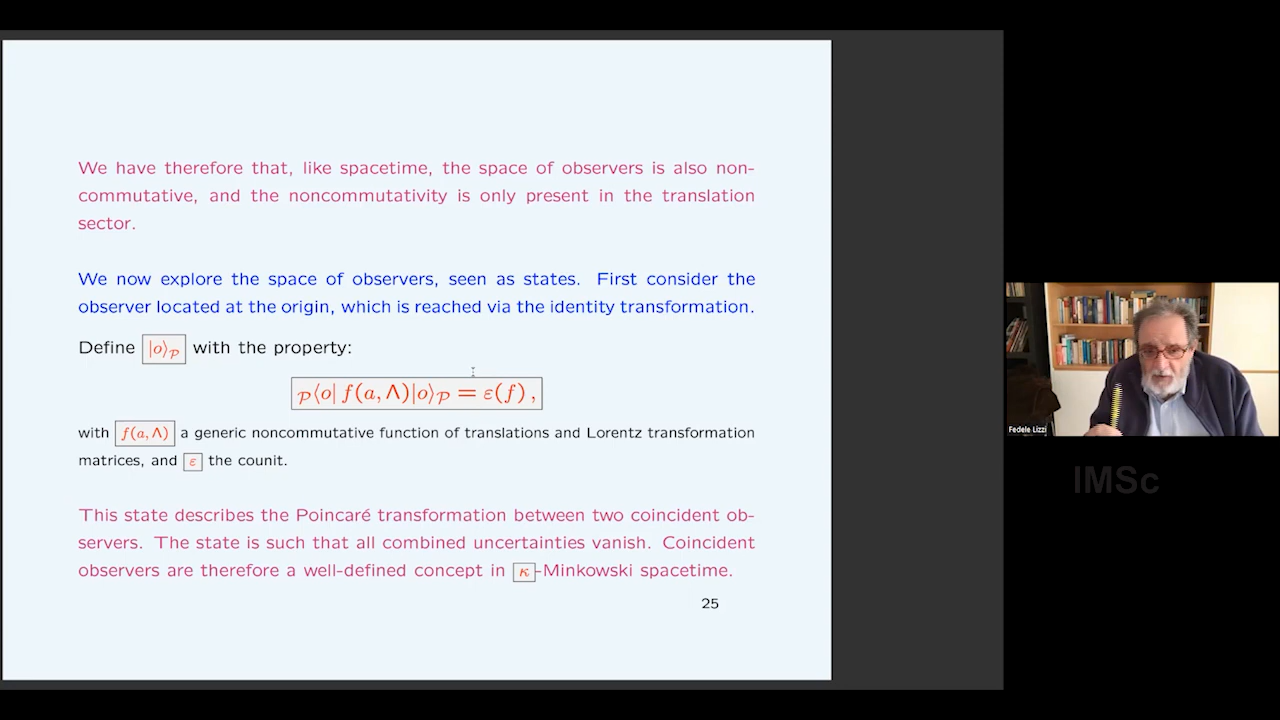 We have therefore that, like spacetime, the space of observers is also non-
commutative, and the noncommutativity is only present in the translation
sector.
We now explore the space of observers, seen as states. First consider the
observer located at the origin, which is reached via the identity transformation.
Define |o⟩𝒫 with the property:
𝒫⟨o| f(a, Λ)|o⟩𝒫 = ε(f) ,
with f(a, Λ) a generic noncommutative function of translations and Lorentz transformation
matrices, and ε the counit.
This state describes the Poincaré transformation between two coincident ob-
servers. The state is such that all combined uncertainties vanish. Coincident
observers are therefore a well-defined concept in κ-Minkowski spacetime.
25
Fedele Lizzi
IMSc